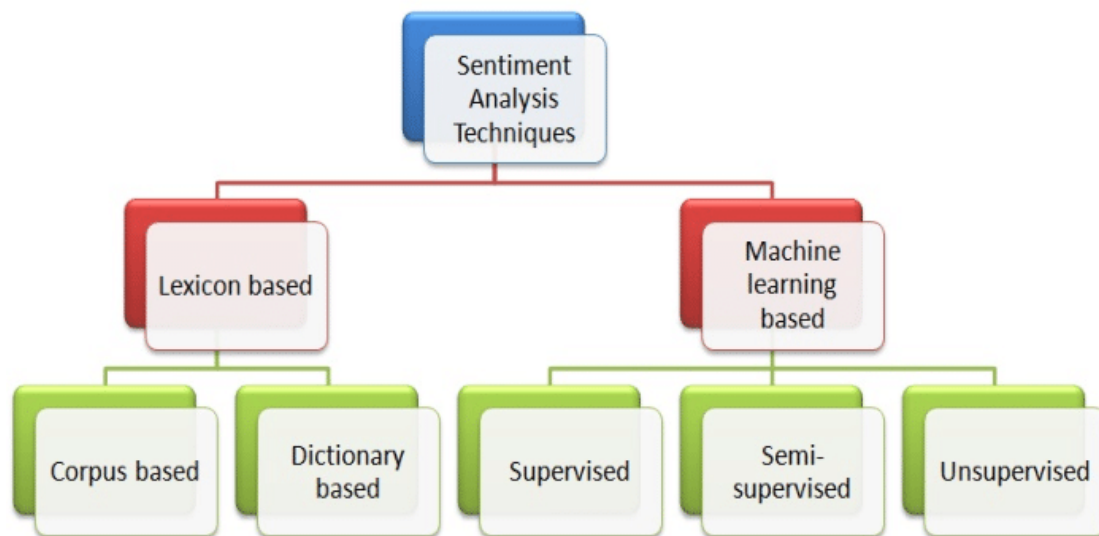 Sentiment
Analysis
Techniques
Lexicon based
Machine
learning
based
Corpus based
Dictionary
based
Supervised
Semi-
supervised
Unsupervised